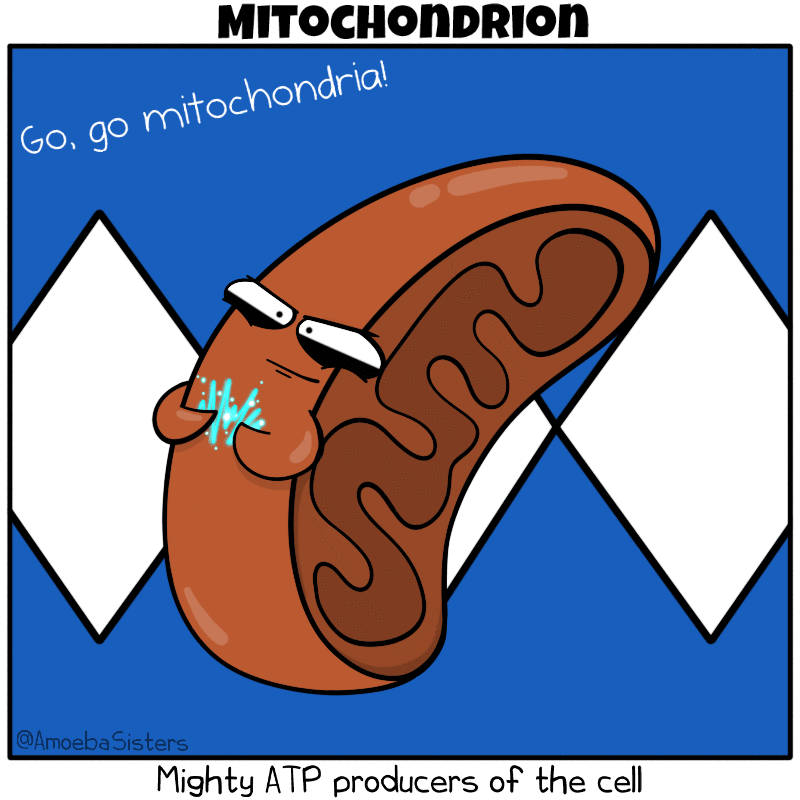 MITOCHONDRION
Go, go mitochondria!
@AmoebaSisters
Mighty ATP producers of the cell